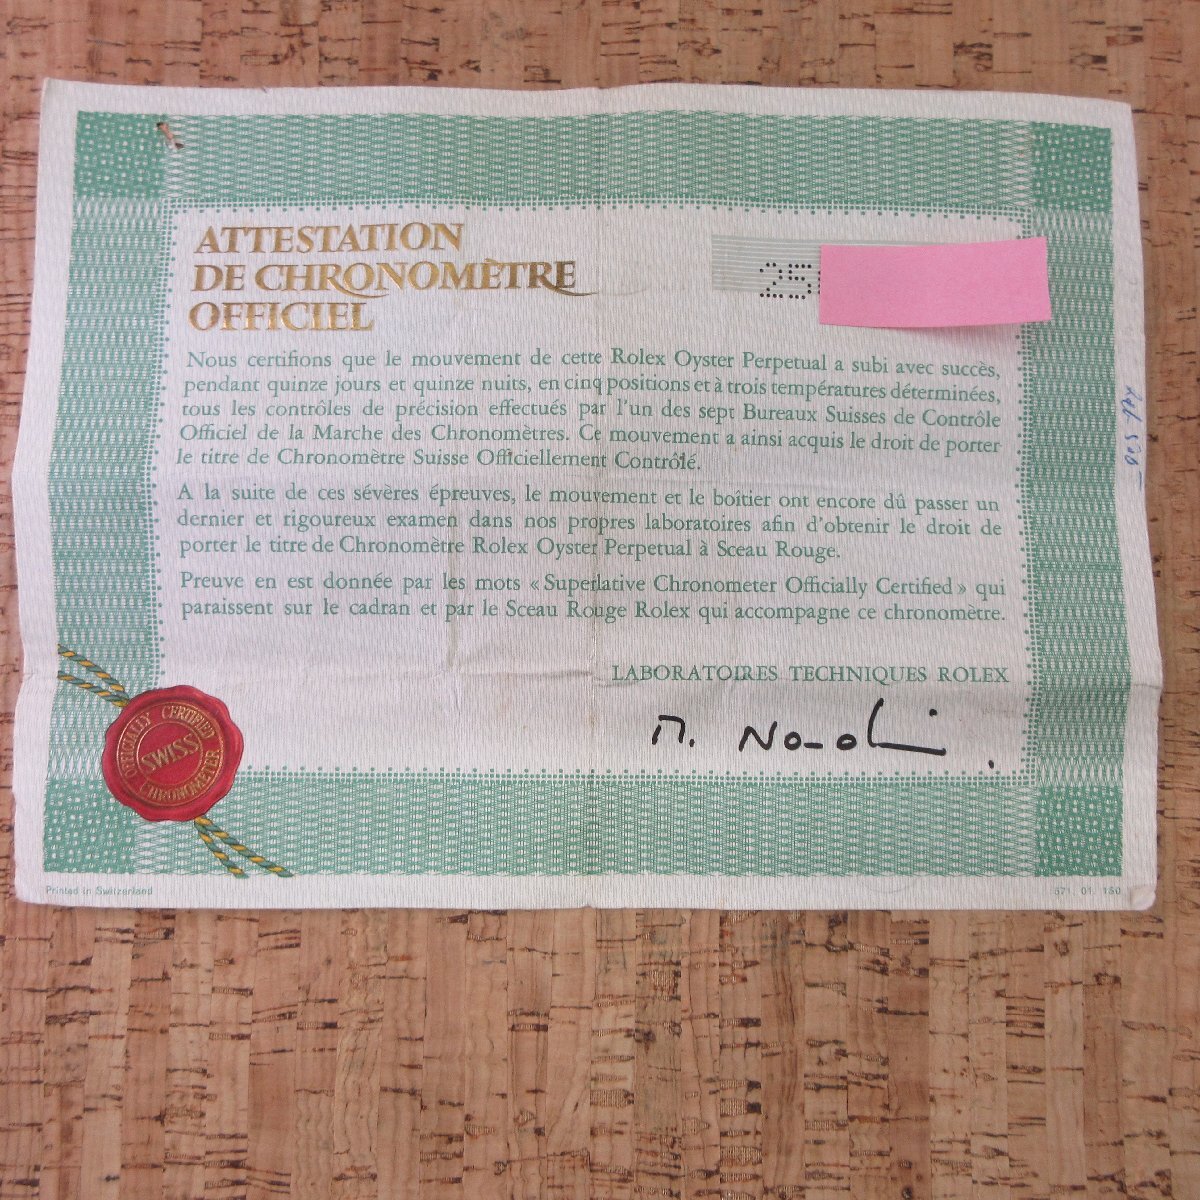 ATTESTATION
DE CHRONOMÈTRE
OFFICIEL
25
Nous certifions que le mouvement de cette Rolex Oyster Perpetual a subi avec succès,
pendant quinze jours et quinze nuits, en cinq positions et à trois températures déterminées,
tous les contrôles de précision effectués par l'un des sept Bureaux Suisses de Contrôle
Officiel de la Marche des Chronomètres. Ce mouvement a ainsi acquis le droit de porter
le titre de Chronomètre Suisse Officiellement Contrôlé.
A la suite de ces sévères épreuves, le mouvement et le boîtier ont encore dû passer un
dernier et rigoureux examen dans nos propres laboratoires afin d'obtenir le droit de
porter le titre de Chronomètre Rolex Oyster Perpetual à Sceau Rouge.
Preuve en est donnée par les mots «Superlative Chronometer Officially Certified» qui
paraissent sur le cadran et par le Sceau Rouge Rolex qui accompagne ce chronomètre.
LABORATOIRES TECHNIQUES ROLEX
OFFICIALLY CERTIFIED
SWISS
CHRONOMETER
Printed in Switzerland
571. 01. 150